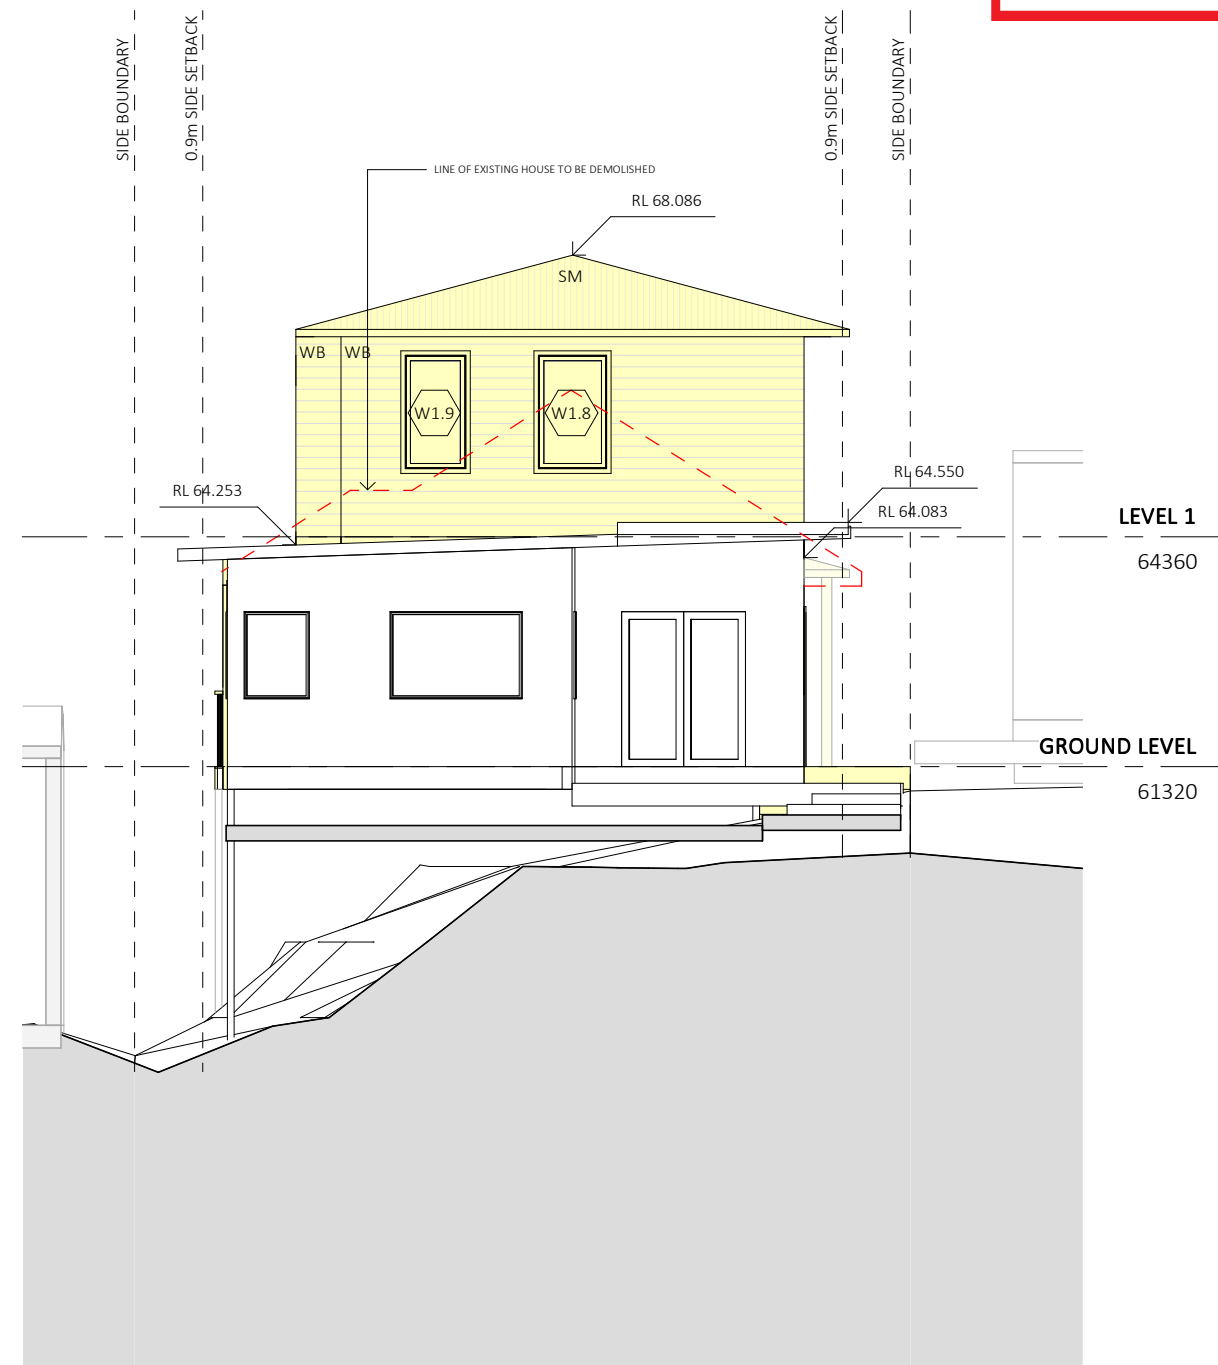 SIDE BOUNDARY
0.9m SIDE SETBACK
0.9m SIDE SETBACK
SIDE BOUNDARY
LINE OF EXISTING HOUSE TO BE DEMOLISHED
RL 68.086
SM
WB
WB
W1.9
W1.8
RL 64.253
RL 64.550
RL 64.083
LEVEL 1
64360
GROUND LEVEL
61320